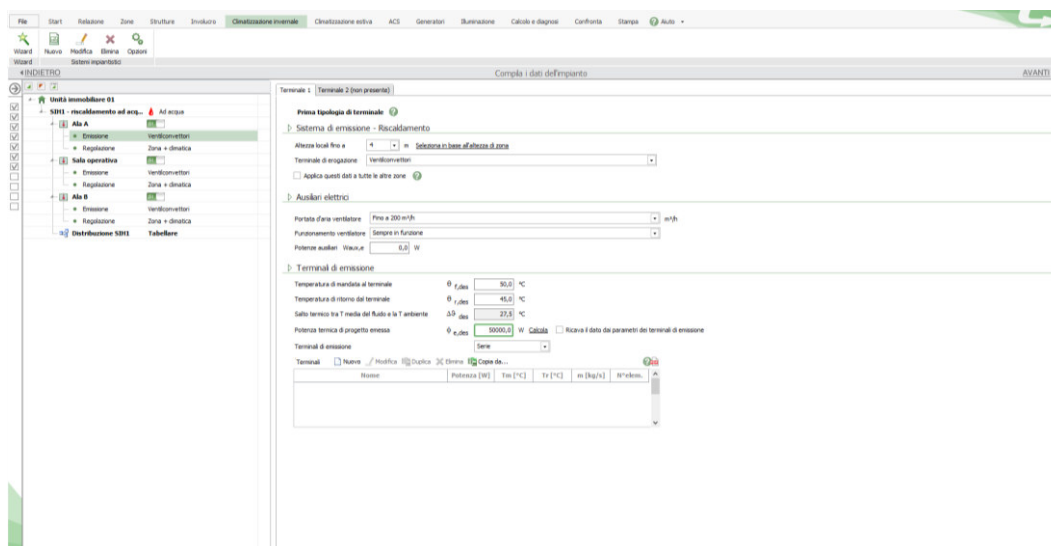 File Start Relazione Zone Strutture Involucro Climatizzazione invernale Climatizzazione estiva ACS Generatori Illuminazione Calcolo e diagnosi Confronta Stampa Aiuto
Wizard Nuovo Modifica Elimina Opzioni
Wizard Sistemi impiantistici
INDIETRO Compila i dati dell'impianto AVANTI
Unità immobiliare 01
SIH1 - riscaldamento ad acq... Ad acqua
Ala A
Emissione Ventilconvettori
Regolazione Zona + climatica
Sala operativa
Emissione Ventilconvettori
Regolazione Zona + climatica
Ala B
Emissione Ventilconvettori
Regolazione Zona + climatica
Distribuzione SIH1 Tabellare
Terminale 1 Terminale 2 (non presente)
Prima tipologia di terminale
Sistema di emissione - Riscaldamento
Altezza locali fino a 4 m Seleziona in base all'altezza di zona
Terminale di erogazione Ventilconvettori
Applica questi dati a tutte le altre zone
Ausiliari elettrici
Portata d'aria ventilatore Fino a 200 m³/h m³/h
Funzionamento ventilatore Sempre in funzione
Potenze ausiliari Waux,e 0,0 W
Terminali di emissione
Temperatura di mandata al terminale θ f,des 50,0 °C
Temperatura di ritorno dal terminale θ r,des 45,0 °C
Salto termico tra T media del fluido e la T ambiente Δθ des 27,5 °C
Potenza termica di progetto emessa ϕ e,des 50000,0 W Calcola Ricava il dato dai parametri dei terminali di emissione
Terminali di emissione Serie
Terminali Nuovo Modifica Duplica Elimina Copia da...
Nome Potenza [W] Tm [°C] Tr [°C] m [kg/s] N°elem.